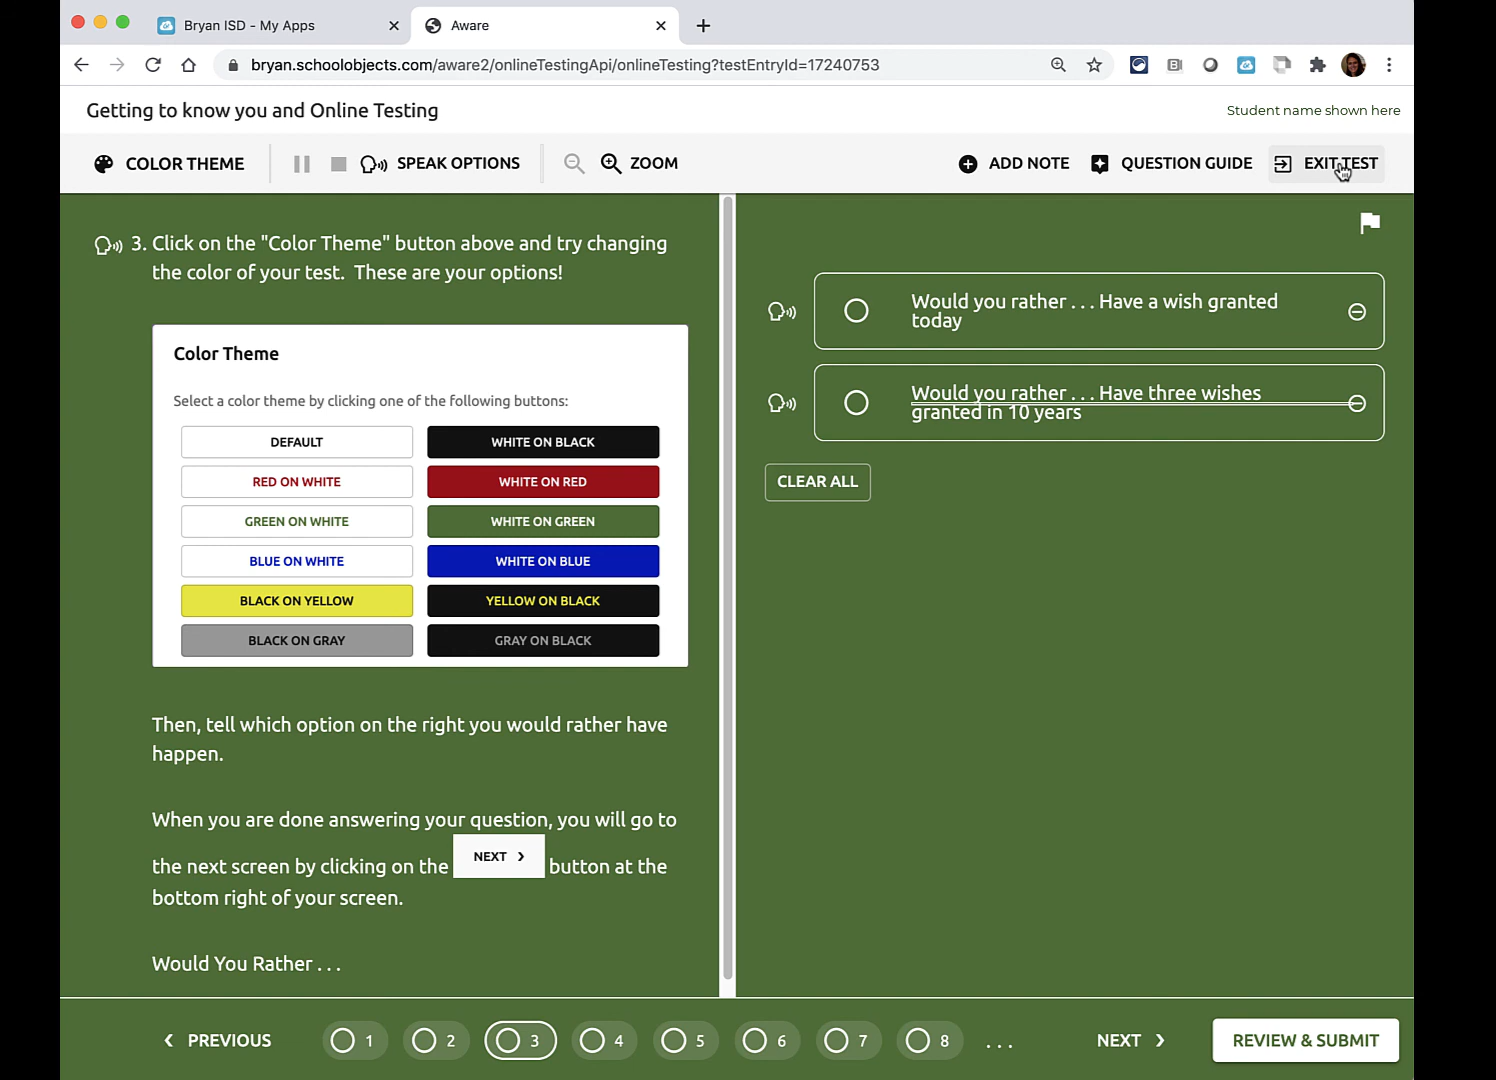 Bryan ISD - My Apps
Aware
bryan.schoolobjects.com/aware2/onlineTestingApi/onlineTesting?testEntryId=17240753
Getting to know you and Online Testing
Student name shown here
COLOR THEME
SPEAK OPTIONS
ZOOM
ADD NOTE
QUESTION GUIDE
EXIT TEST
3. Click on the "Color Theme" button above and try changing
the color of your test. These are your options!
Color Theme
Select a color theme by clicking one of the following buttons:
DEFAULT
WHITE ON BLACK
RED ON WHITE
WHITE ON RED
GREEN ON WHITE
WHITE ON GREEN
BLUE ON WHITE
WHITE ON BLUE
BLACK ON YELLOW
YELLOW ON BLACK
BLACK ON GRAY
GRAY ON BLACK
Then, tell which option on the right you would rather have
happen.
When you are done answering your question, you will go to
the next screen by clicking on the NEXT button at the
bottom right of your screen.
Would You Rather . . .
Would you rather . . . Have a wish granted
today
Would you rather . . . Have three wishes
granted in 10 years
CLEAR ALL
PREVIOUS
1
2
3
4
5
6
7
8
. . .
NEXT
REVIEW & SUBMIT